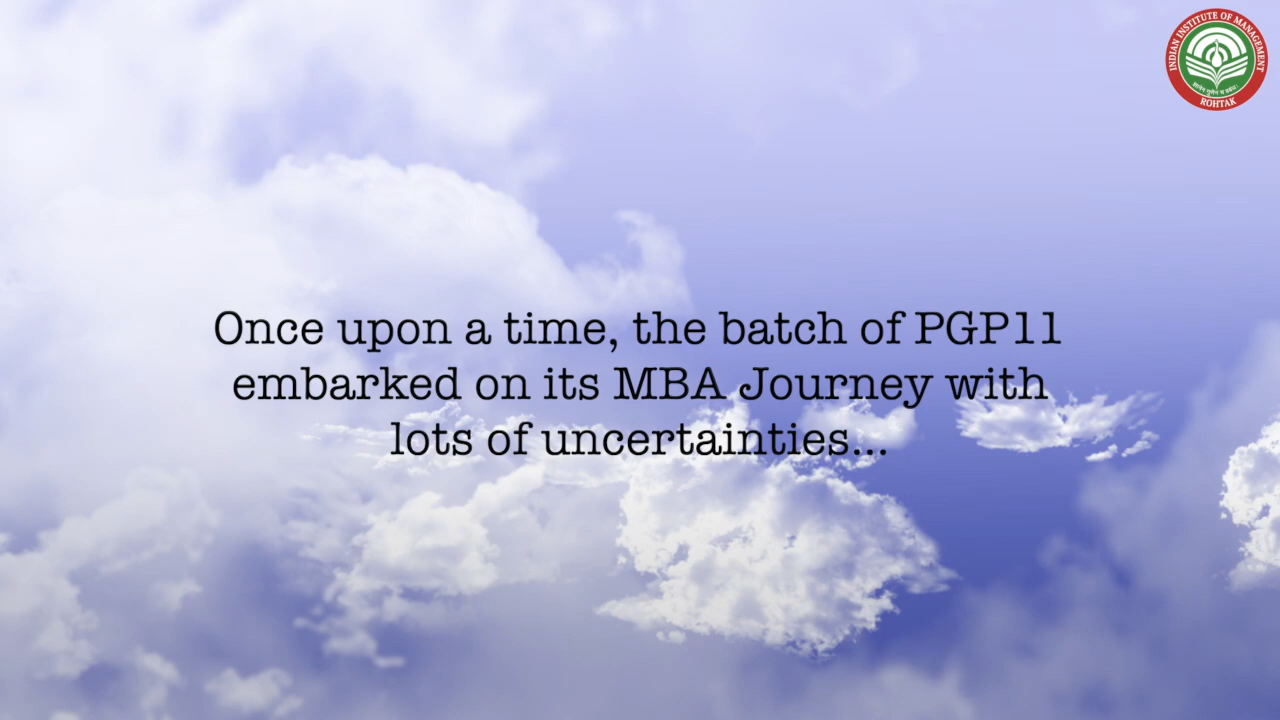 INDIAN INSTITUTE OF MANAGEMENT
ROHTAK
Once upon a time, the batch of PGP11
embarked on its MBA Journey with
lots of uncertainties...